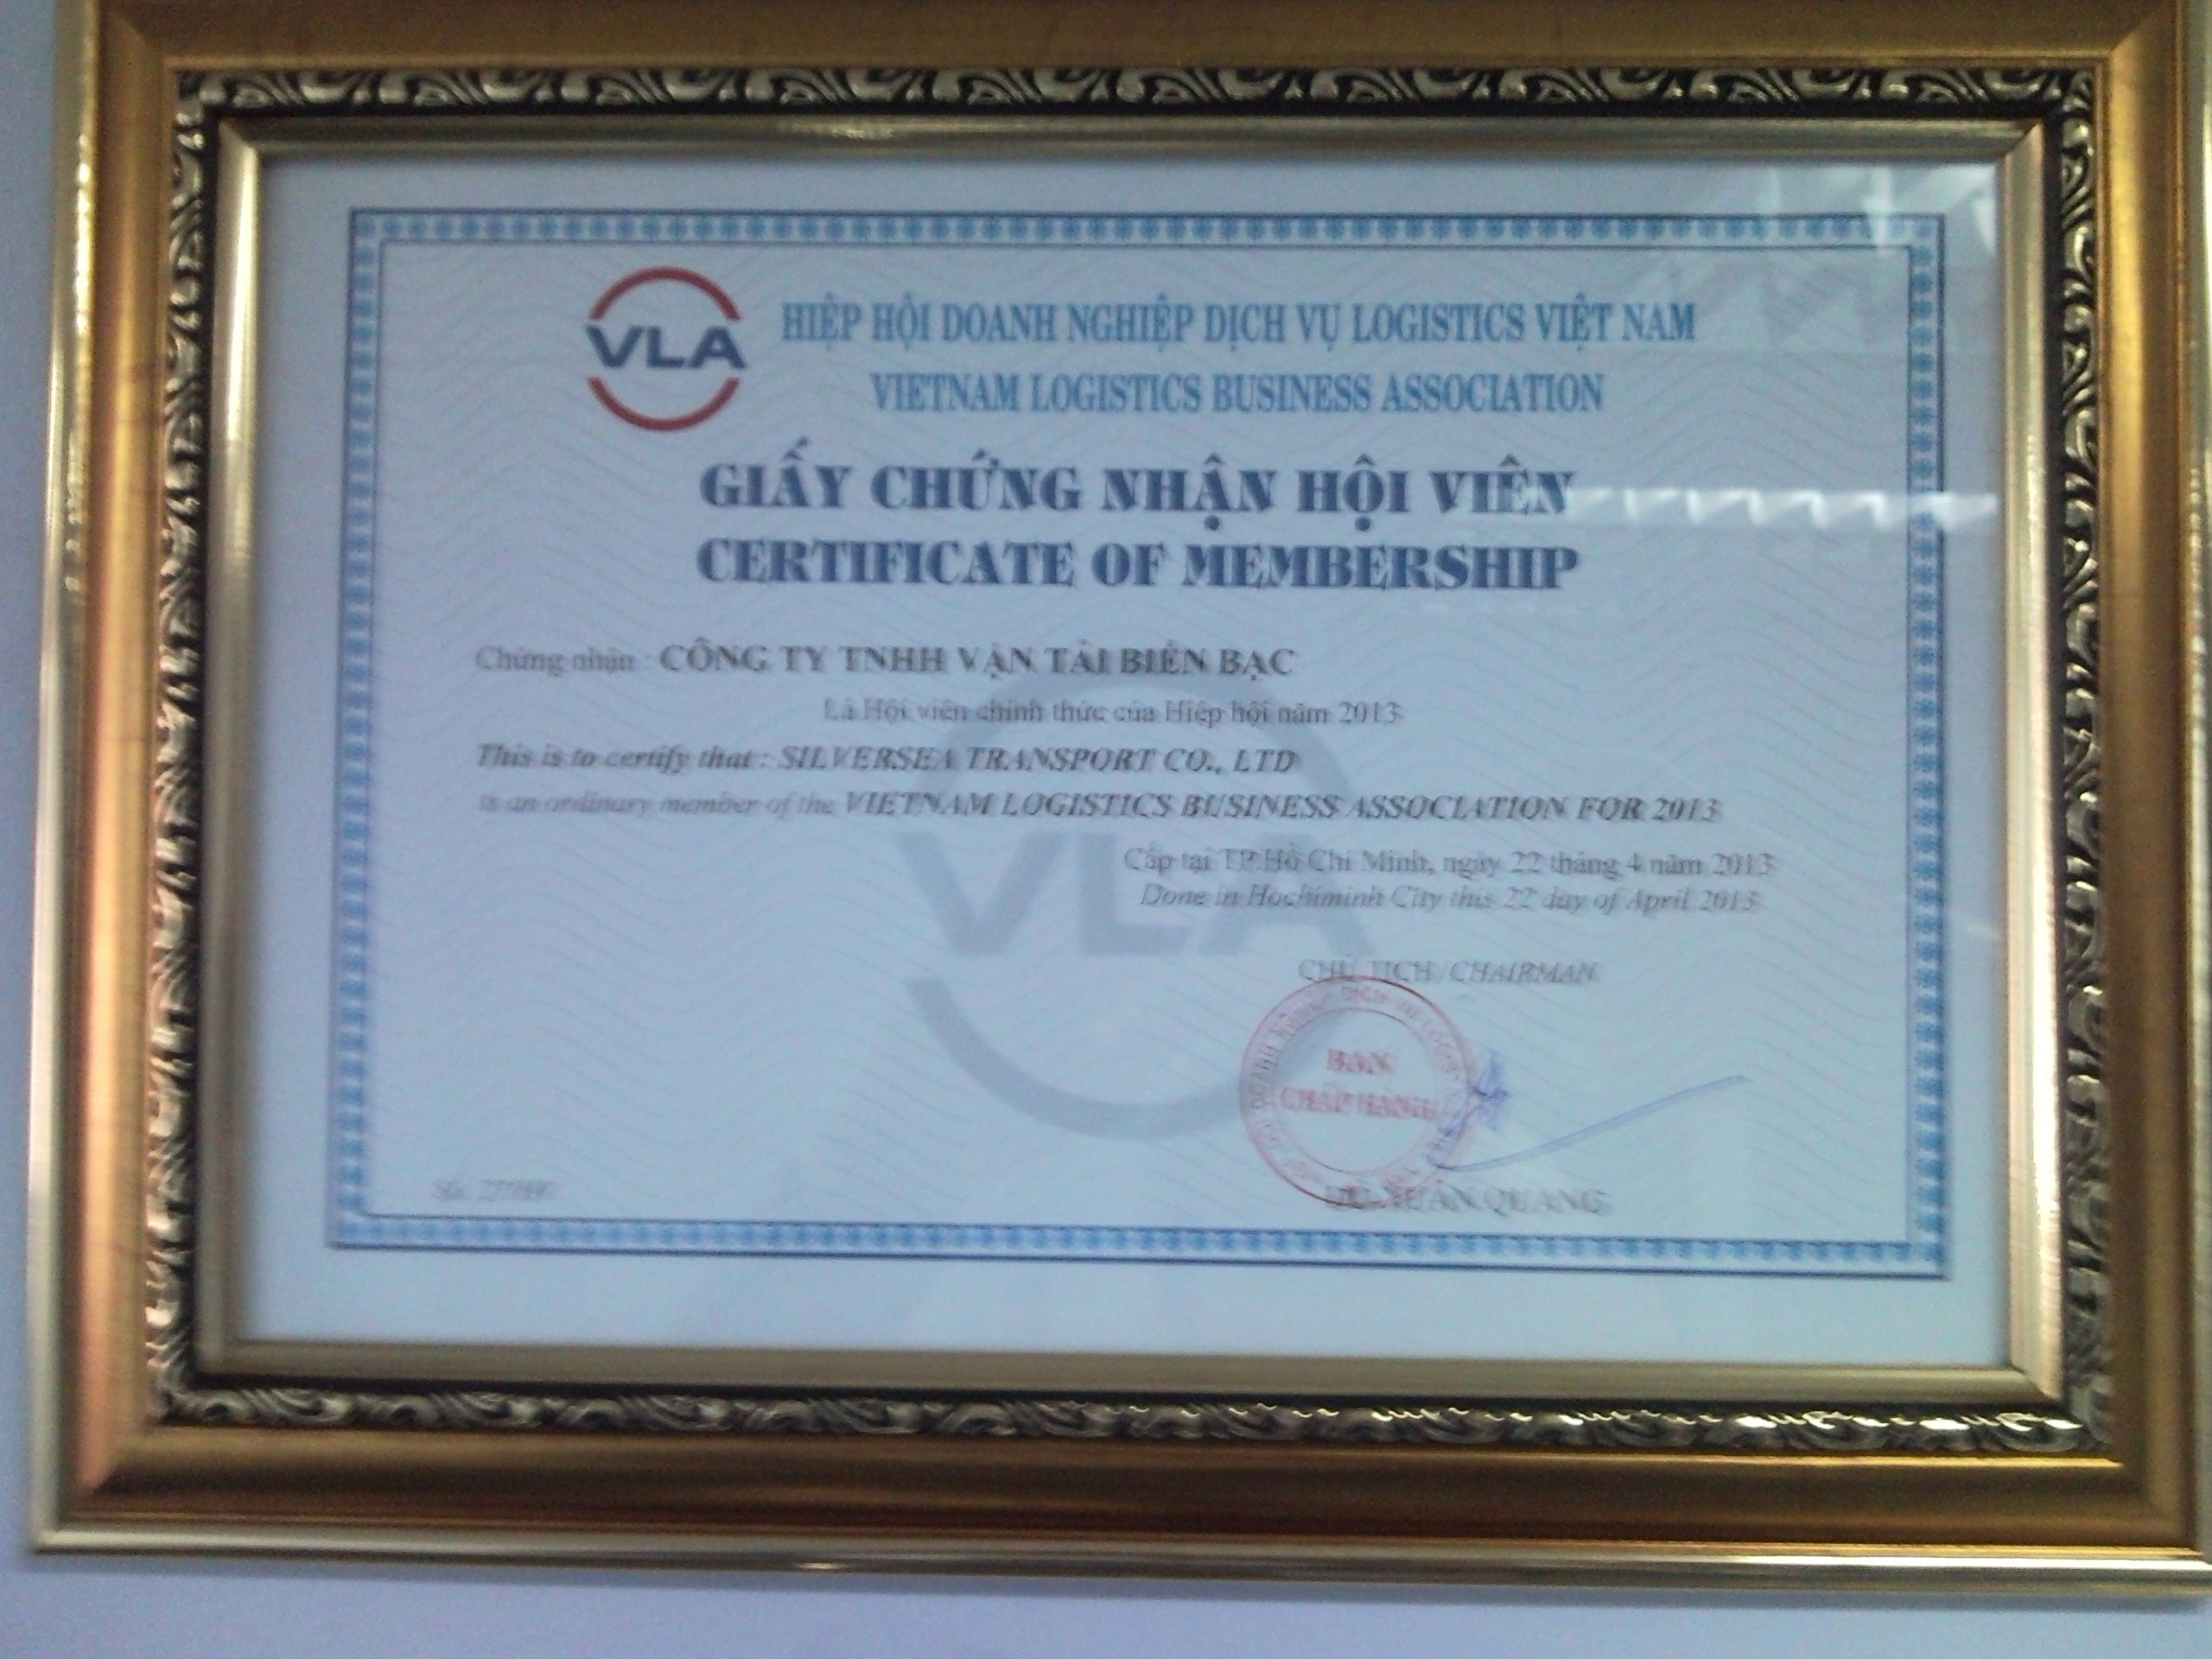 VLA
HIỆP HỘI DOANH NGHIỆP DỊCH VỤ LOGISTICS VIỆT NAM
VIETNAM LOGISTICS BUSINESS ASSOCIATION
GIẤY CHỨNG NHẬN HỘI VIÊN
CERTIFICATE OF MEMBERSHIP
Chứng nhận : CÔNG TY TNHH VẬN TẢI BIỂN BẠC
Là Hội viên chính thức của Hiệp hội năm 2013
This is to certify that : SILVERSEA TRANSPORT CO., LTD
is an ordinary member of the VIETNAM LOGISTICS BUSINESS ASSOCIATION FOR 2013
VLA
Cấp tại TP.Hồ Chí Minh, ngày 22 tháng 4 năm 2013
Done in Hochiminh City this 22 day of April 2013
CHỦ TỊCH / CHAIRMAN
BAN
CHẤP HÀNH
XUÂN QUANG